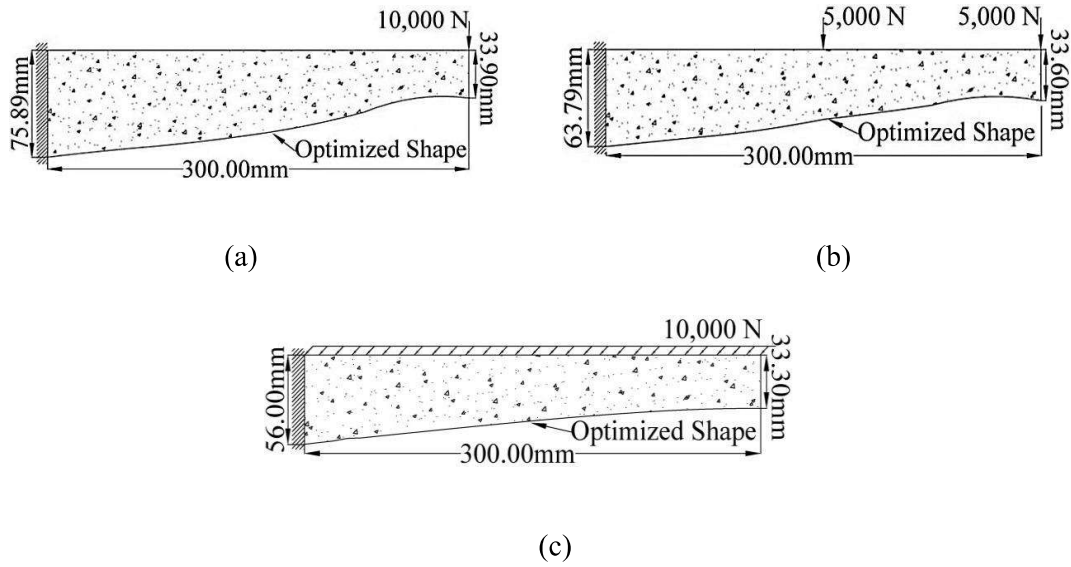 10,000 N
75.89mm
33.90mm
Optimized Shape
300.00mm
(a)
5,000 N
5,000 N
63.79mm
33.60mm
Optimized Shape
300.00mm
(b)
10,000 N
56.00mm
33.30mm
Optimized Shape
300.00mm
(c)